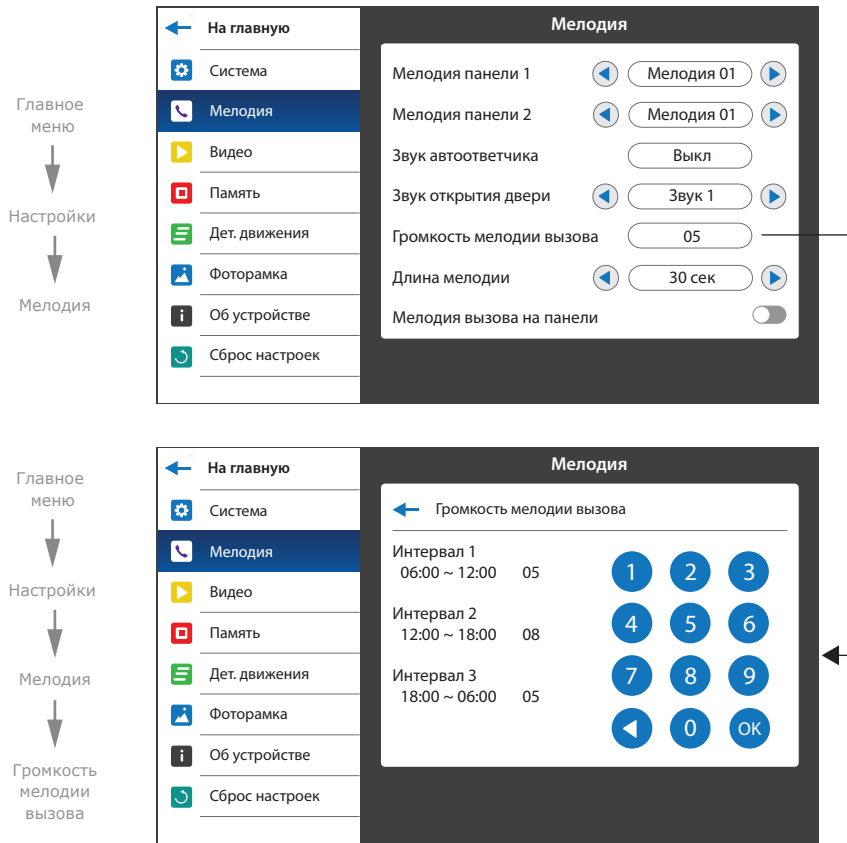 Главное
меню
Настройки
Мелодия
На главную
Система
Мелодия
Видео
Память
Дет. движения
Фоторамка
Об устройстве
Сброс настроек
Мелодия
Мелодия панели 1 Мелодия 01
Мелодия панели 2 Мелодия 01
Звук автоответчика Выкл
Звук открытия двери Звук 1
Громкость мелодии вызова 05
Длина мелодии 30 сек
Мелодия вызова на панели
Главное
меню
Настройки
Мелодия
Громкость
мелодии
вызова
На главную
Система
Мелодия
Видео
Память
Дет. движения
Фоторамка
Об устройстве
Сброс настроек
Мелодия
Громкость мелодии вызова
Интервал 1
06:00 ~ 12:00 05
Интервал 2
12:00 ~ 18:00 08
Интервал 3
18:00 ~ 06:00 05
1 2 3
4 5 6
7 8 9
0 OK